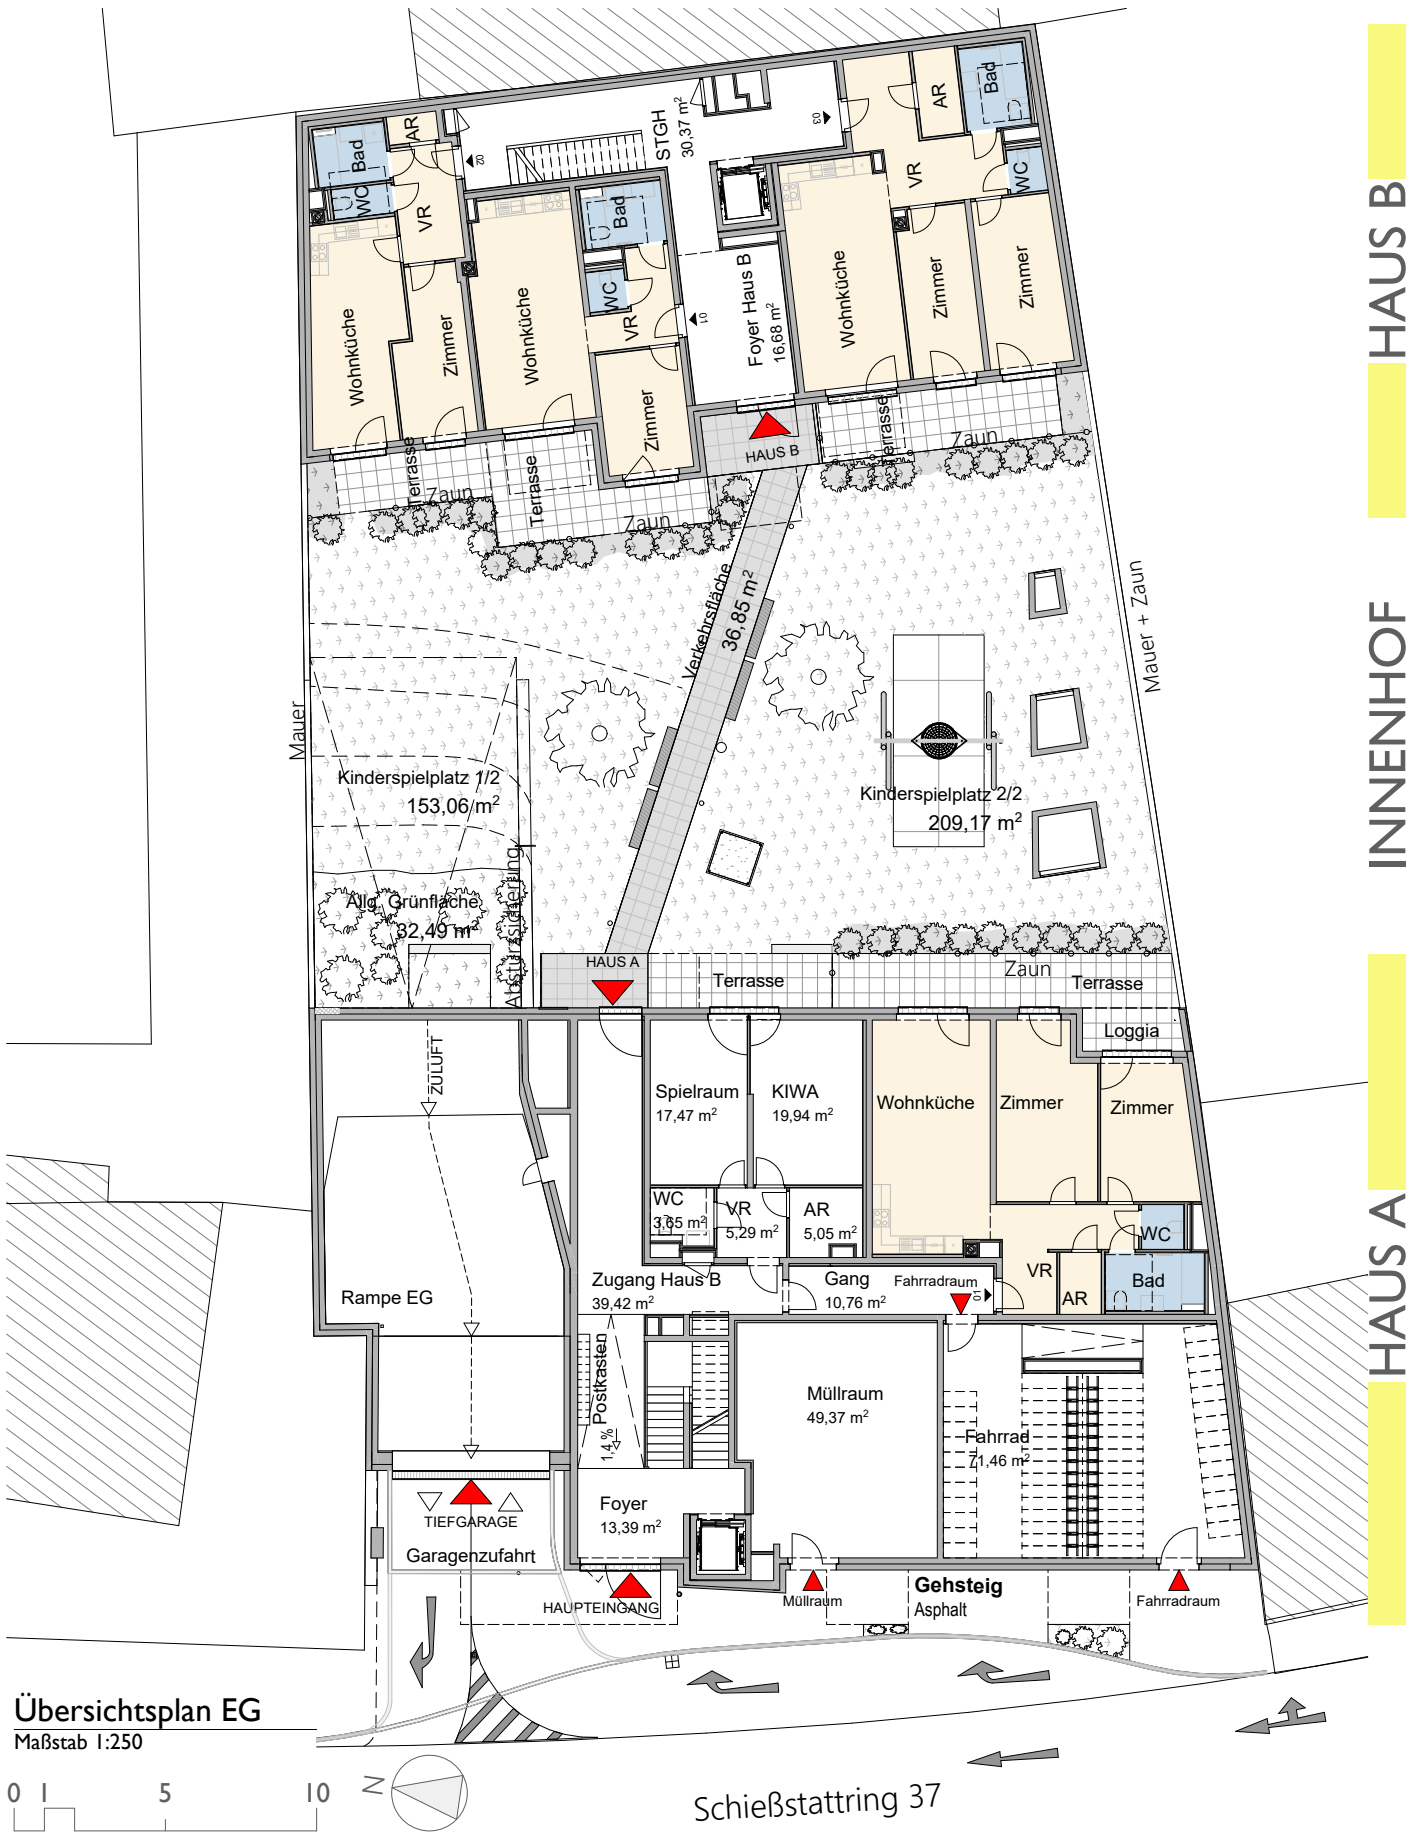 HAUS B
INNENHOF
HAUS A
STGH
30,37 m²
03
AR
Bad
VR
WC
Wohnküche
Zimmer
Zimmer
AR
Bad
WC
VR
02
Wohnküche
Zimmer
Wohnküche
Bad
WC
VR
01
Zimmer
Foyer Haus B
16,68 m²
HAUS B
Terrasse
Zaun
Terrasse
Zaun
Terrasse
Zaun
Verkehrsfläche
36,85 m²
Mauer + Zaun
Mauer
Kinderspielplatz 1/2
153,06 m²
Kinderspielplatz 2/2
209,17 m²
Allg. Grünfläche
32,49 m²
Absturzsicherung
HAUS A
Terrasse
Zaun
Terrasse
Loggia
ZULUFT
Spielraum
17,47 m²
KIWA
19,94 m²
Wohnküche
Zimmer
Zimmer
WC
3,65 m²
VR
5,29 m²
AR
5,05 m²
WC
VR
AR
Bad
Zugang Haus B
39,42 m²
Gang
10,76 m²
Fahrradraum
01
Rampe EG
Postkasten
1,4 %
Müllraum
49,37 m²
Fahrrad
71,46 m²
Foyer
13,39 m²
TIEFGARAGE
Garagenzufahrt
HAUPTEINGANG
Müllraum
Gehsteig
Asphalt
Fahrradraum
Übersichtsplan EG
Maßstab 1:250
0 1 5 10
N
Schießstattring 37